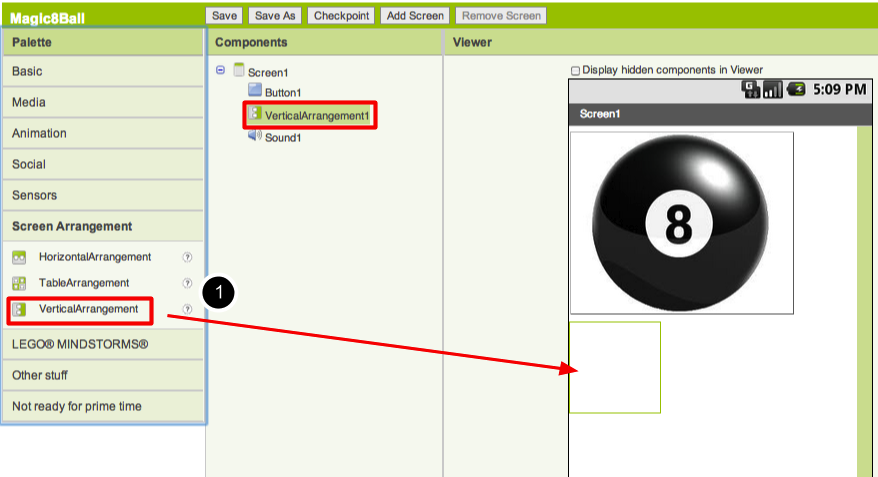 Magic8Ball
Save
Save As
Checkpoint
Add Screen
Remove Screen
Palette
Components
Viewer
Basic
Media
Animation
Social
Sensors
Screen Arrangement
HorizontalArrangement ?
TableArrangement ?
VerticalArrangement ?
LEGO® MINDSTORMS®
Other stuff
Not ready for prime time
Screen1
Button1
VerticalArrangement1
Sound1
1
Display hidden components in Viewer
G 5:09 PM
Screen1
8